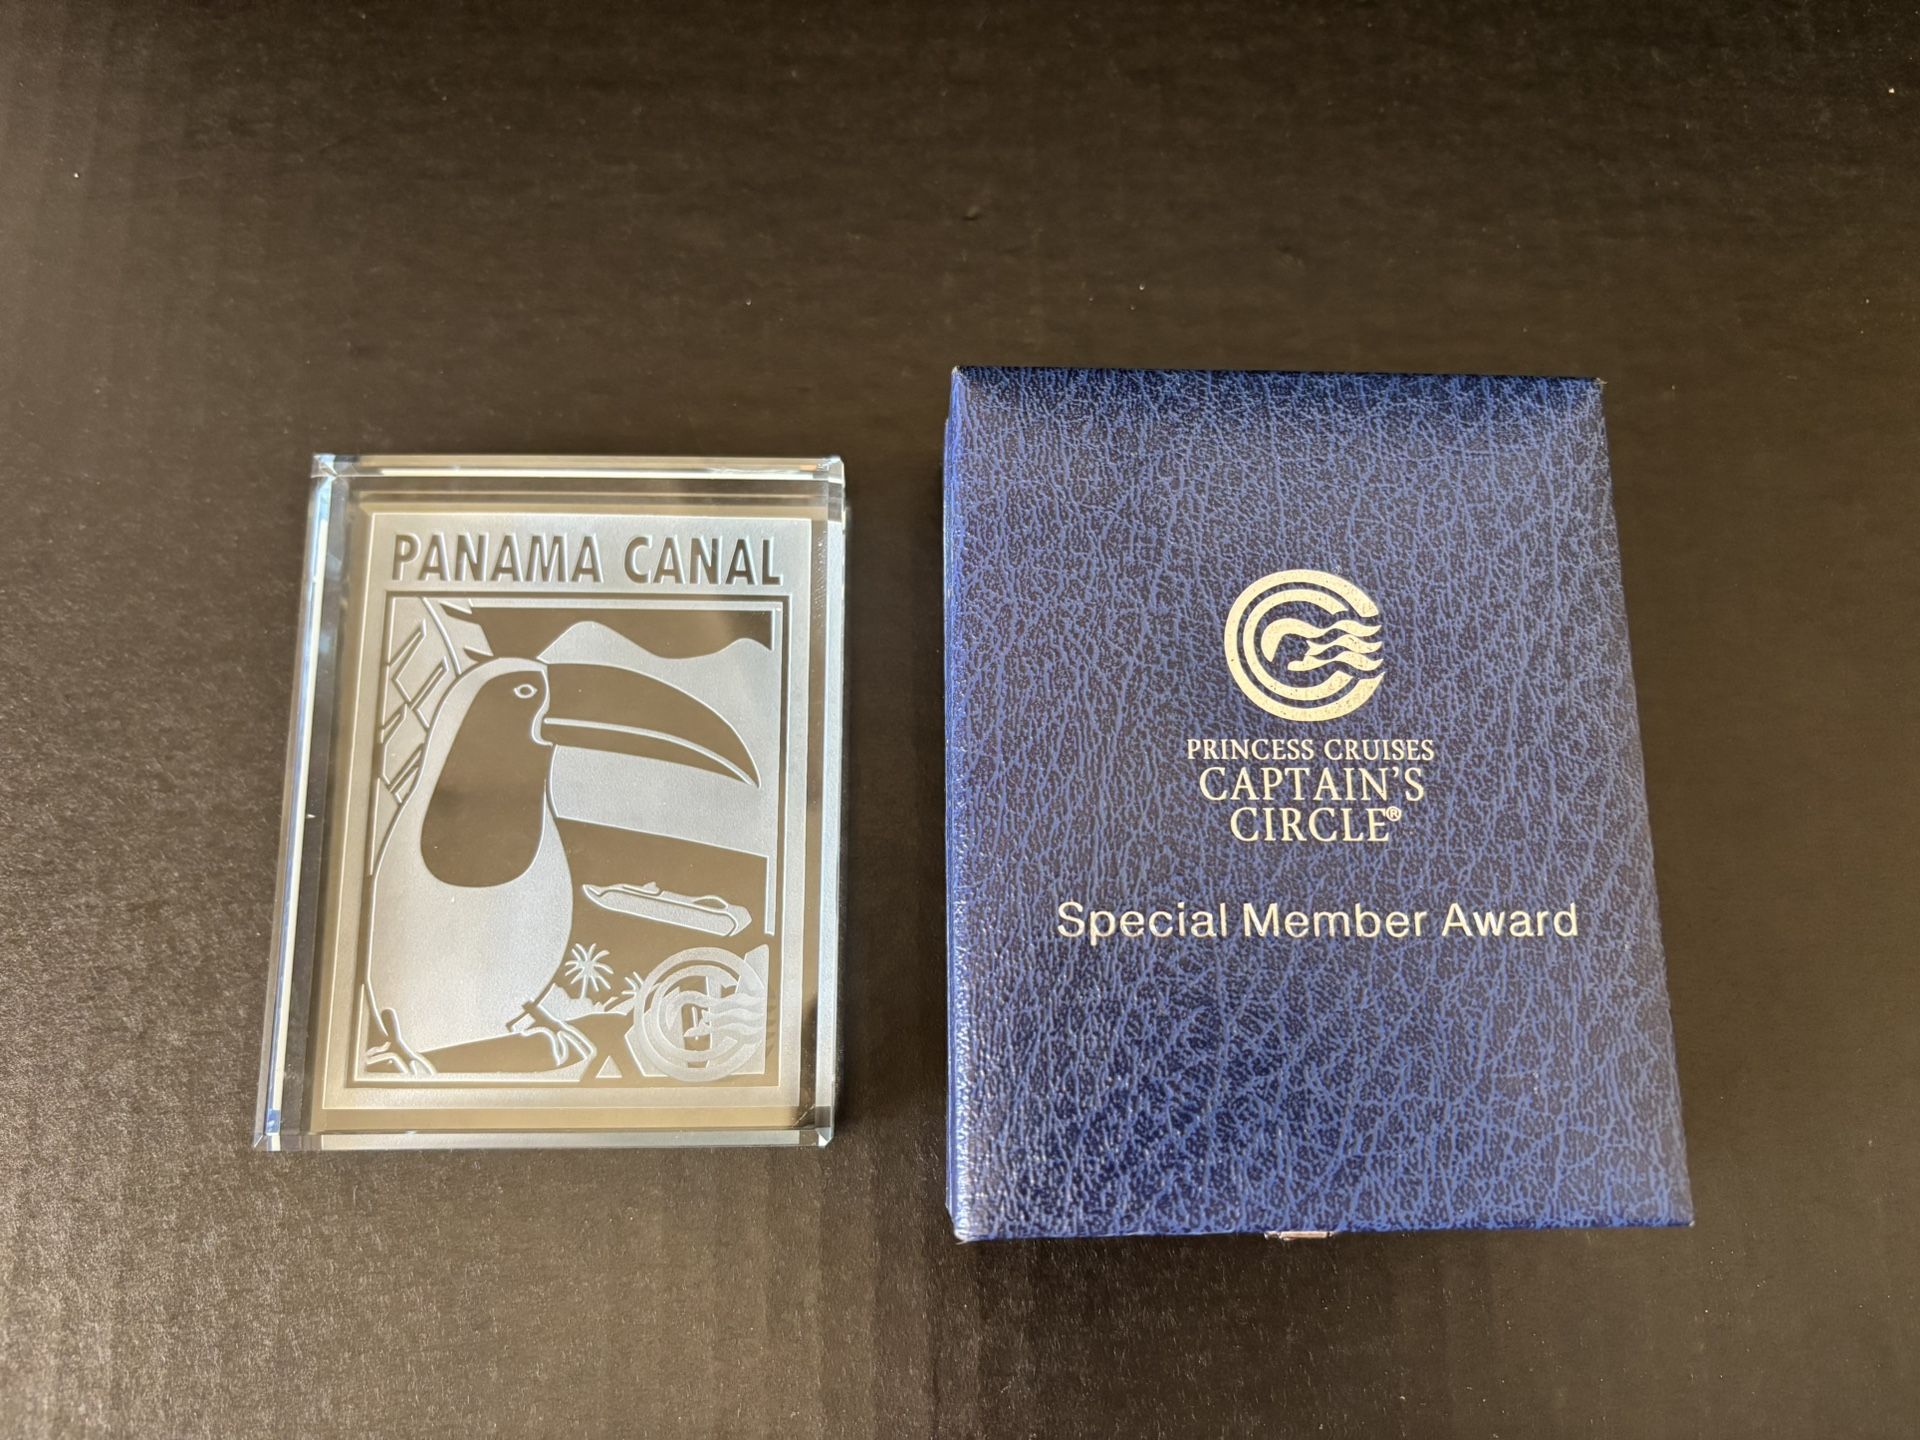 PANAMA CANAL
PRINCESS CRUISES
CAPTAIN'S
CIRCLE®
Special Member Award